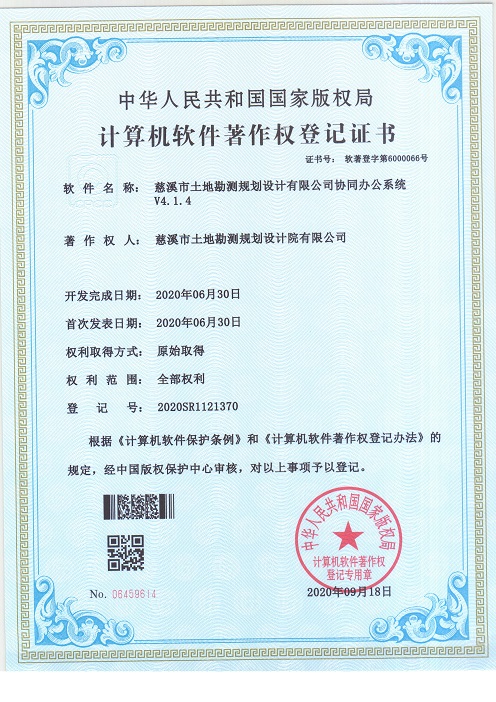 中华人民共和国国家版权局
计算机软件著作权登记证书
证书号： 软著登字第6000066号
软件名称： 慈溪市土地勘测规划设计有限公司协同办公系统
V4.1.4
著作权人： 慈溪市土地勘测规划设计院有限公司
开发完成日期： 2020年06月30日
首次发表日期： 2020年06月30日
权利取得方式： 原始取得
权利范围： 全部权利
登记号： 2020SR1121370
根据《计算机软件保护条例》和《计算机软件著作权登记办法》的
规定，经中国版权保护中心审核，对以上事项予以登记。
中华人民共和国国家版权局
计算机软件著作权
登记专用章
No. 06459614
2020年09月18日